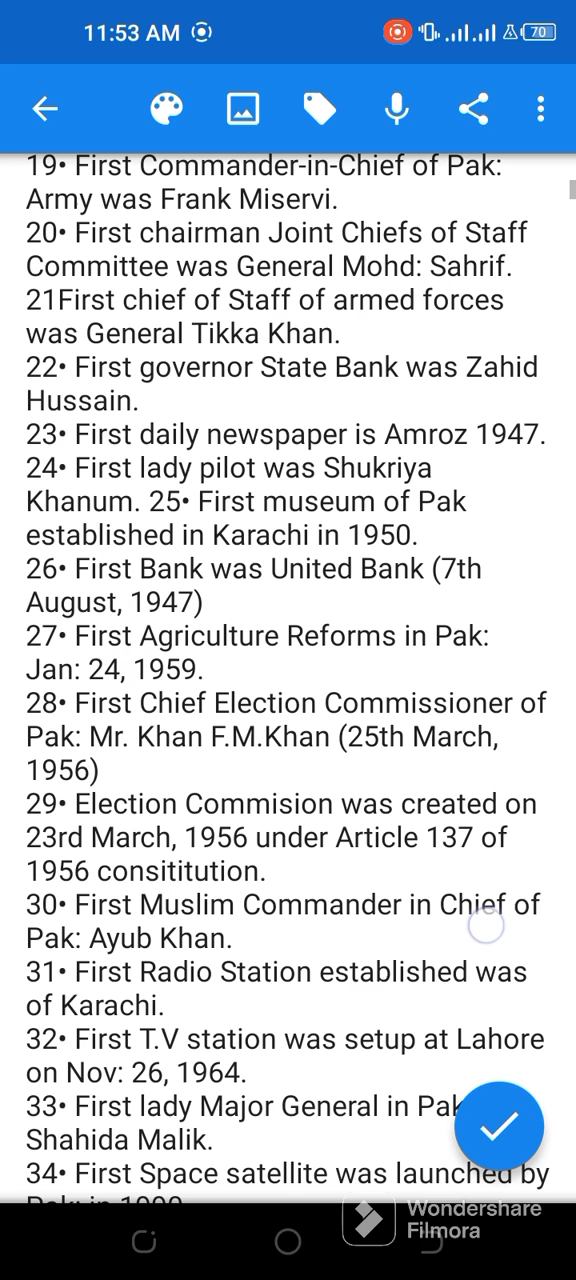 11:53 AM
70
19• First Commander-in-Chief of Pak:
Army was Frank Miservi.
20• First chairman Joint Chiefs of Staff
Committee was General Mohd: Sahrif.
21First chief of Staff of armed forces
was General Tikka Khan.
22• First governor State Bank was Zahid
Hussain.
23• First daily newspaper is Amroz 1947.
24• First lady pilot was Shukriya
Khanum. 25• First museum of Pak
established in Karachi in 1950.
26• First Bank was United Bank (7th
August, 1947)
27• First Agriculture Reforms in Pak:
Jan: 24, 1959.
28• First Chief Election Commissioner of
Pak: Mr. Khan F.M.Khan (25th March,
1956)
29• Election Commision was created on
23rd March, 1956 under Article 137 of
1956 consititution.
30• First Muslim Commander in Chief of
Pak: Ayub Khan.
31• First Radio Station established was
of Karachi.
32• First T.V station was setup at Lahore
on Nov: 26, 1964.
33• First lady Major General in Pak
Shahida Malik.
34• First Space satellite was launched by
Pak: in
Wondershare
Filmora